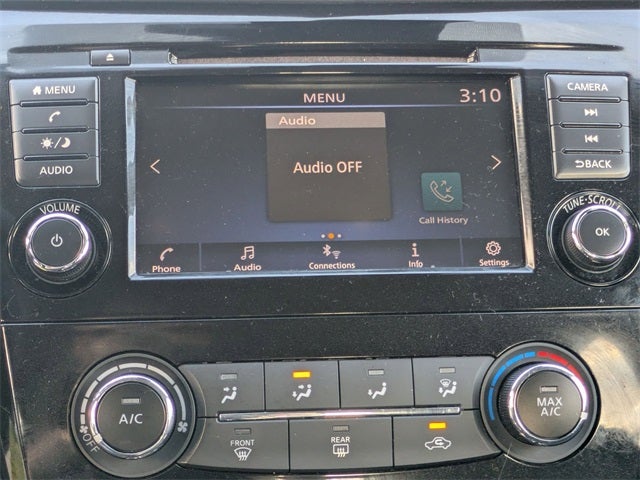 MENU
AUDIO
VOLUME
MENU 3:10
Audio
Audio OFF
Call History
Phone Audio Connections Info Settings
CAMERA
BACK
TUNE·SCROLL
OK
A/C
OFF
FRONT
REAR
MAX
A/C